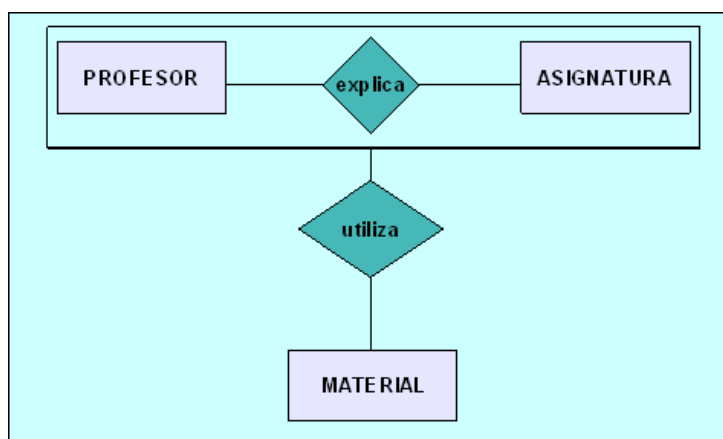 PROFESOR
explica
ASIGNATURA
utiliza
MATERIAL